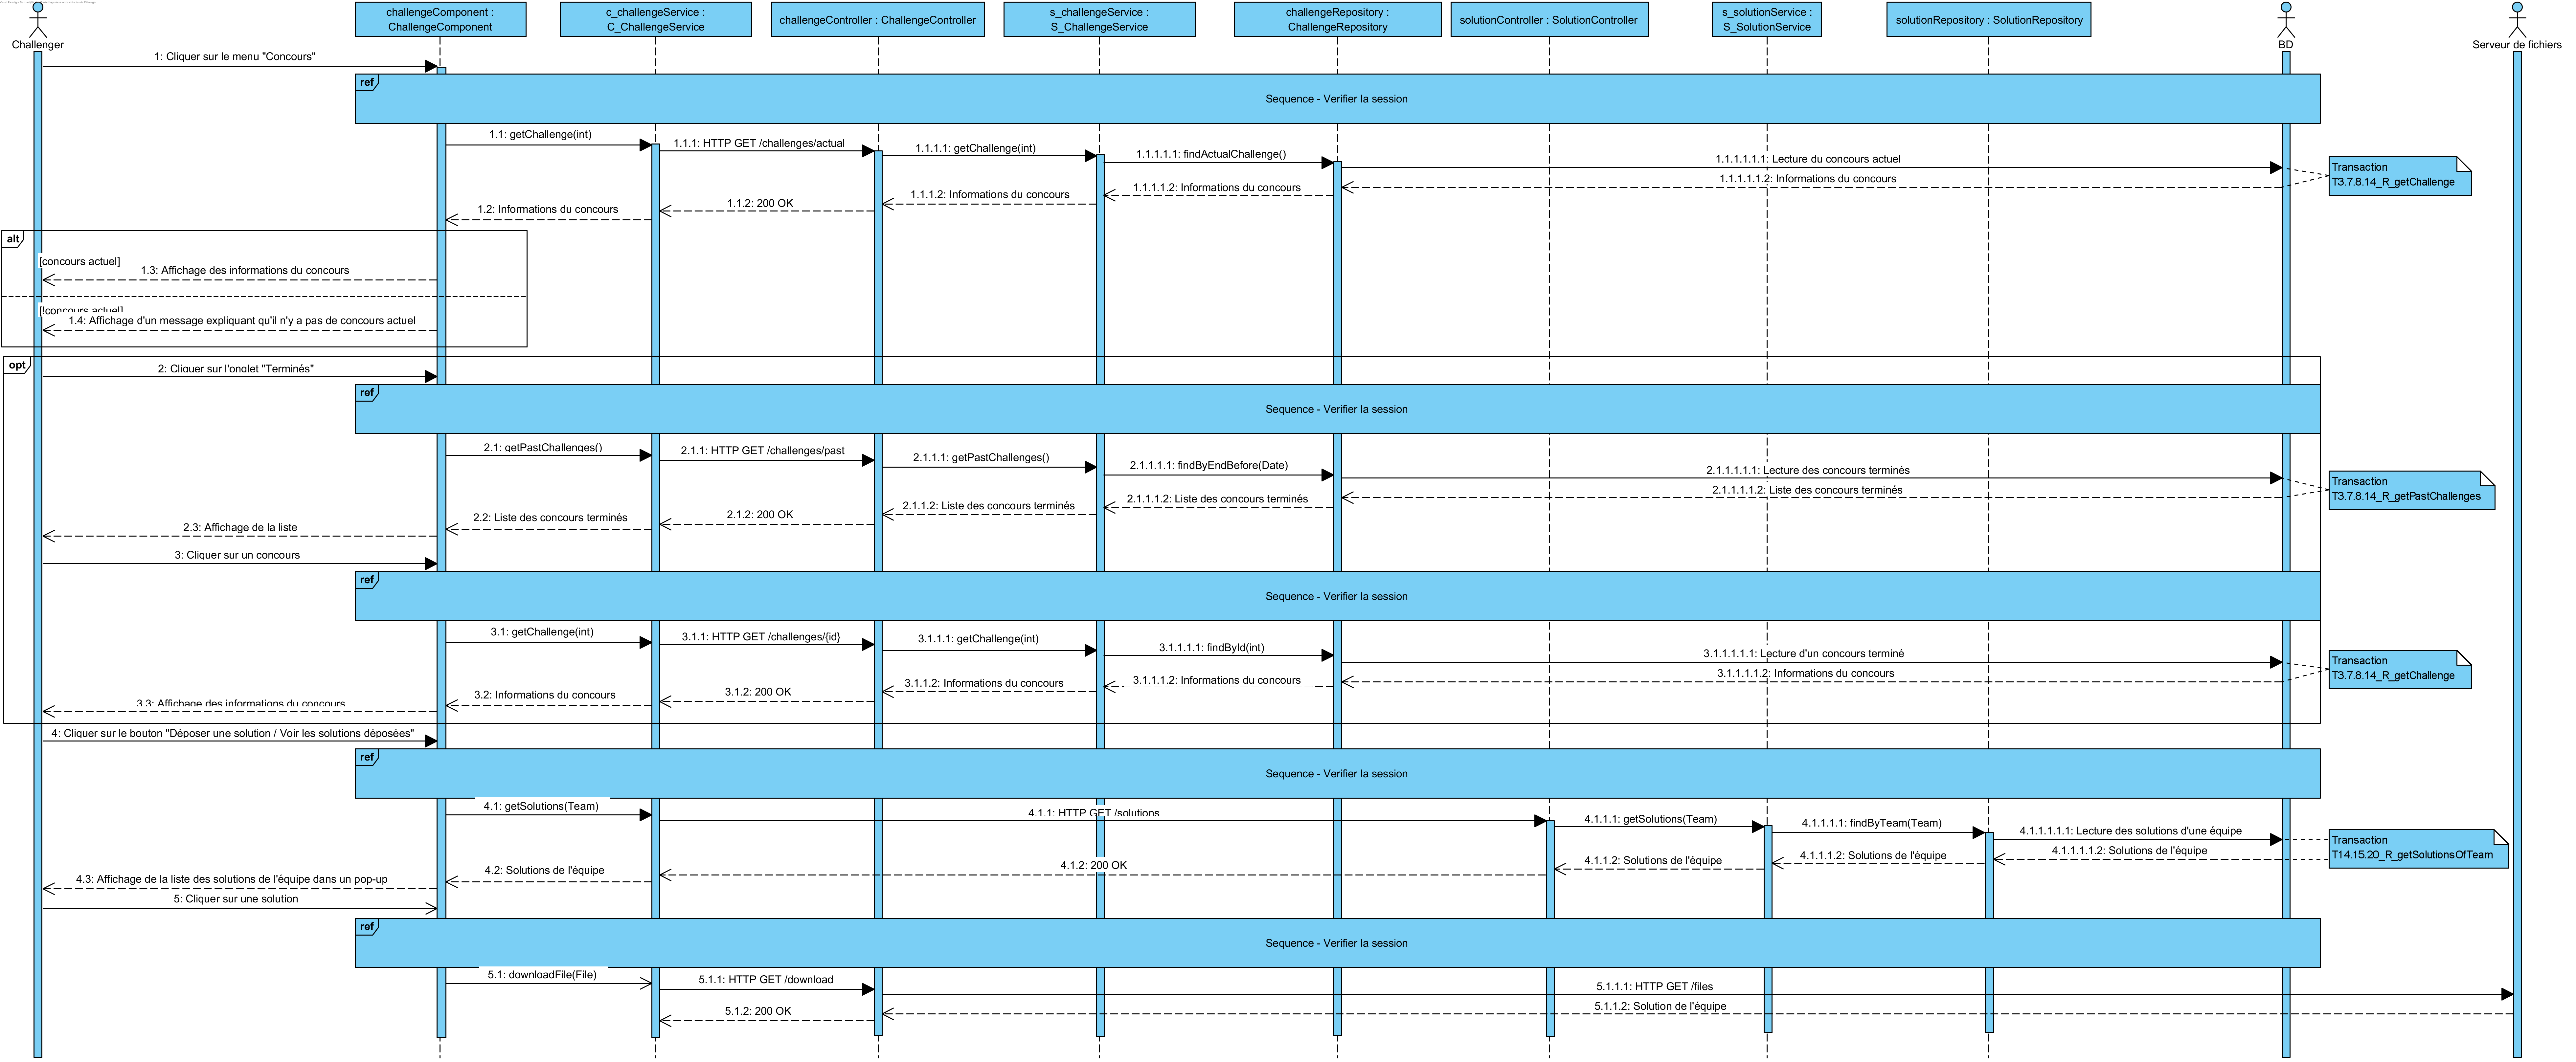 challengeComponent :
ChallengeComponent
c_challengeService :
C_ChallengeService
challengeController : ChallengeController
s_challengeService :
S_ChallengeService
challengeRepository :
ChallengeRepository
solutionController : SolutionController
s_solutionService :
S_SolutionService
solutionRepository : SolutionRepository
Challenger
BD
Serveur de fichiers
1: Cliquer sur le menu "Concours"
ref
Sequence - Verifier la session
1.1: getChallenge(int)
1.1.1: HTTP GET /challenges/actual
1.1.1.1: getChallenge(int)
1.1.1.1.1: findActualChallenge()
1.1.1.1.1.1: Lecture du concours actuel
Transaction
T3.7.8.14_R_getChallenge
1.1.1.1.1.2: Informations du concours
1.1.1.1.2: Informations du concours
1.1.1.2: Informations du concours
1.1.2: 200 OK
1.2: Informations du concours
alt
[concours actuel]
1.3: Affichage des informations du concours
[!concours actuel]
1.4: Affichage d'un message expliquant qu'il n'y a pas de concours actuel
opt
2: Cliquer sur l'onglet "Terminés"
ref
Sequence - Verifier la session
2.1: getPastChallenges()
2.1.1: HTTP GET /challenges/past
2.1.1.1: getPastChallenges()
2.1.1.1.1: findByEndBefore(Date)
2.1.1.1.1.1: Lecture des concours terminés
Transaction
T3.7.8.14_R_getPastChallenges
2.1.1.1.1.2: Liste des concours terminés
2.1.1.1.2: Liste des concours terminés
2.1.1.2: Liste des concours terminés
2.1.2: 200 OK
2.2: Liste des concours terminés
2.3: Affichage de la liste
3: Cliquer sur un concours
ref
Sequence - Verifier la session
3.1: getChallenge(int)
3.1.1: HTTP GET /challenges/{id}
3.1.1.1: getChallenge(int)
3.1.1.1.1: findById(int)
3.1.1.1.1.1: Lecture d'un concours terminé
Transaction
T3.7.8.14_R_getChallenge
3.1.1.1.1.2: Informations du concours
3.1.1.1.2: Informations du concours
3.1.1.2: Informations du concours
3.1.2: 200 OK
3.2: Informations du concours
3.3: Affichage des informations du concours
4: Cliquer sur le bouton "Déposer une solution / Voir les solutions déposées"
ref
Sequence - Verifier la session
4.1: getSolutions(Team)
4.1.1: HTTP GET /solutions
4.1.1.1: getSolutions(Team)
4.1.1.1.1: findByTeam(Team)
4.1.1.1.1.1: Lecture des solutions d'une équipe
Transaction
T14.15.20_R_getSolutionsOfTeam
4.1.1.1.1.2: Solutions de l'équipe
4.1.1.1.2: Solutions de l'équipe
4.1.1.2: Solutions de l'équipe
4.1.2: 200 OK
4.2: Solutions de l'équipe
4.3: Affichage de la liste des solutions de l'équipe dans un pop-up
5: Cliquer sur une solution
ref
Sequence - Verifier la session
5.1: downloadFile(File)
5.1.1: HTTP GET /download
5.1.1.1: HTTP GET /files
5.1.1.2: Solution de l'équipe
5.1.2: 200 OK